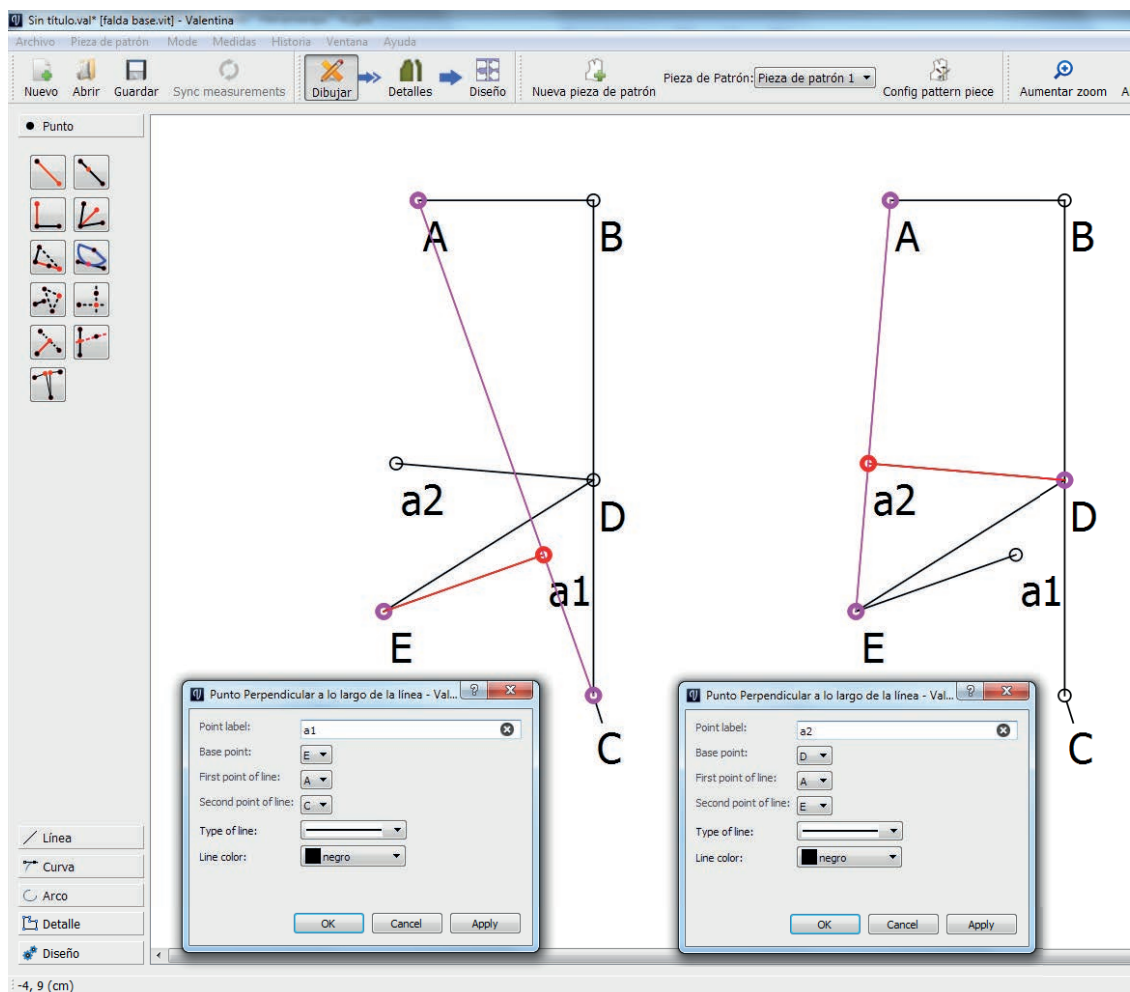 Sin título.val* [falda base.vit] - Valentina
Archivo Pieza de patrón Mode Medidas Historia Ventana Ayuda
Nuevo Abrir Guardar Sync measurements Dibujar Detalles Diseño Nueva pieza de patrón Pieza de Patrón: Pieza de patrón 1 Config pattern piece Aumentar zoom A
Punto
A B A B
a2 D a2 D
a1 a1
E E
C C
Punto Perpendicular a lo largo de la línea - Val...
Point label: a1
Base point: E
First point of line: A
Second point of line: C
Type of line:
Line color: negro
OK Cancel Apply
Punto Perpendicular a lo largo de la línea - Val...
Point label: a2
Base point: D
First point of line: A
Second point of line: E
Type of line:
Line color: negro
OK Cancel Apply
Línea
Curva
Arco
Detalle
Diseño
-4, 9 (cm)